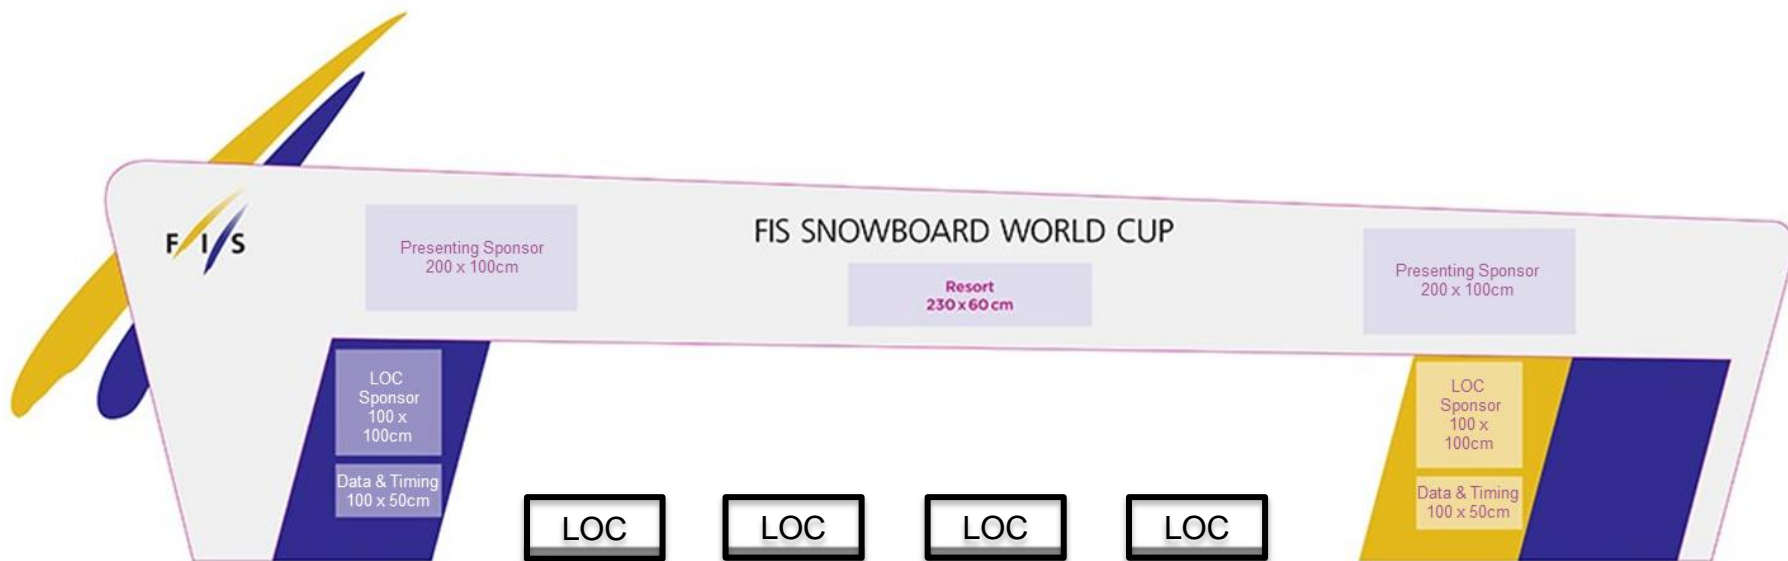 FIS
Presenting Sponsor
200 x 100cm
FIS SNOWBOARD WORLD CUP
Resort
230 x 60 cm
Presenting Sponsor
200 x 100cm
LOC
Sponsor
100 x
100cm
Data & Timing
100 x 50cm
LOC
Sponsor
100 x
100cm
Data & Timing
100 x 50cm
LOC
LOC
LOC
LOC